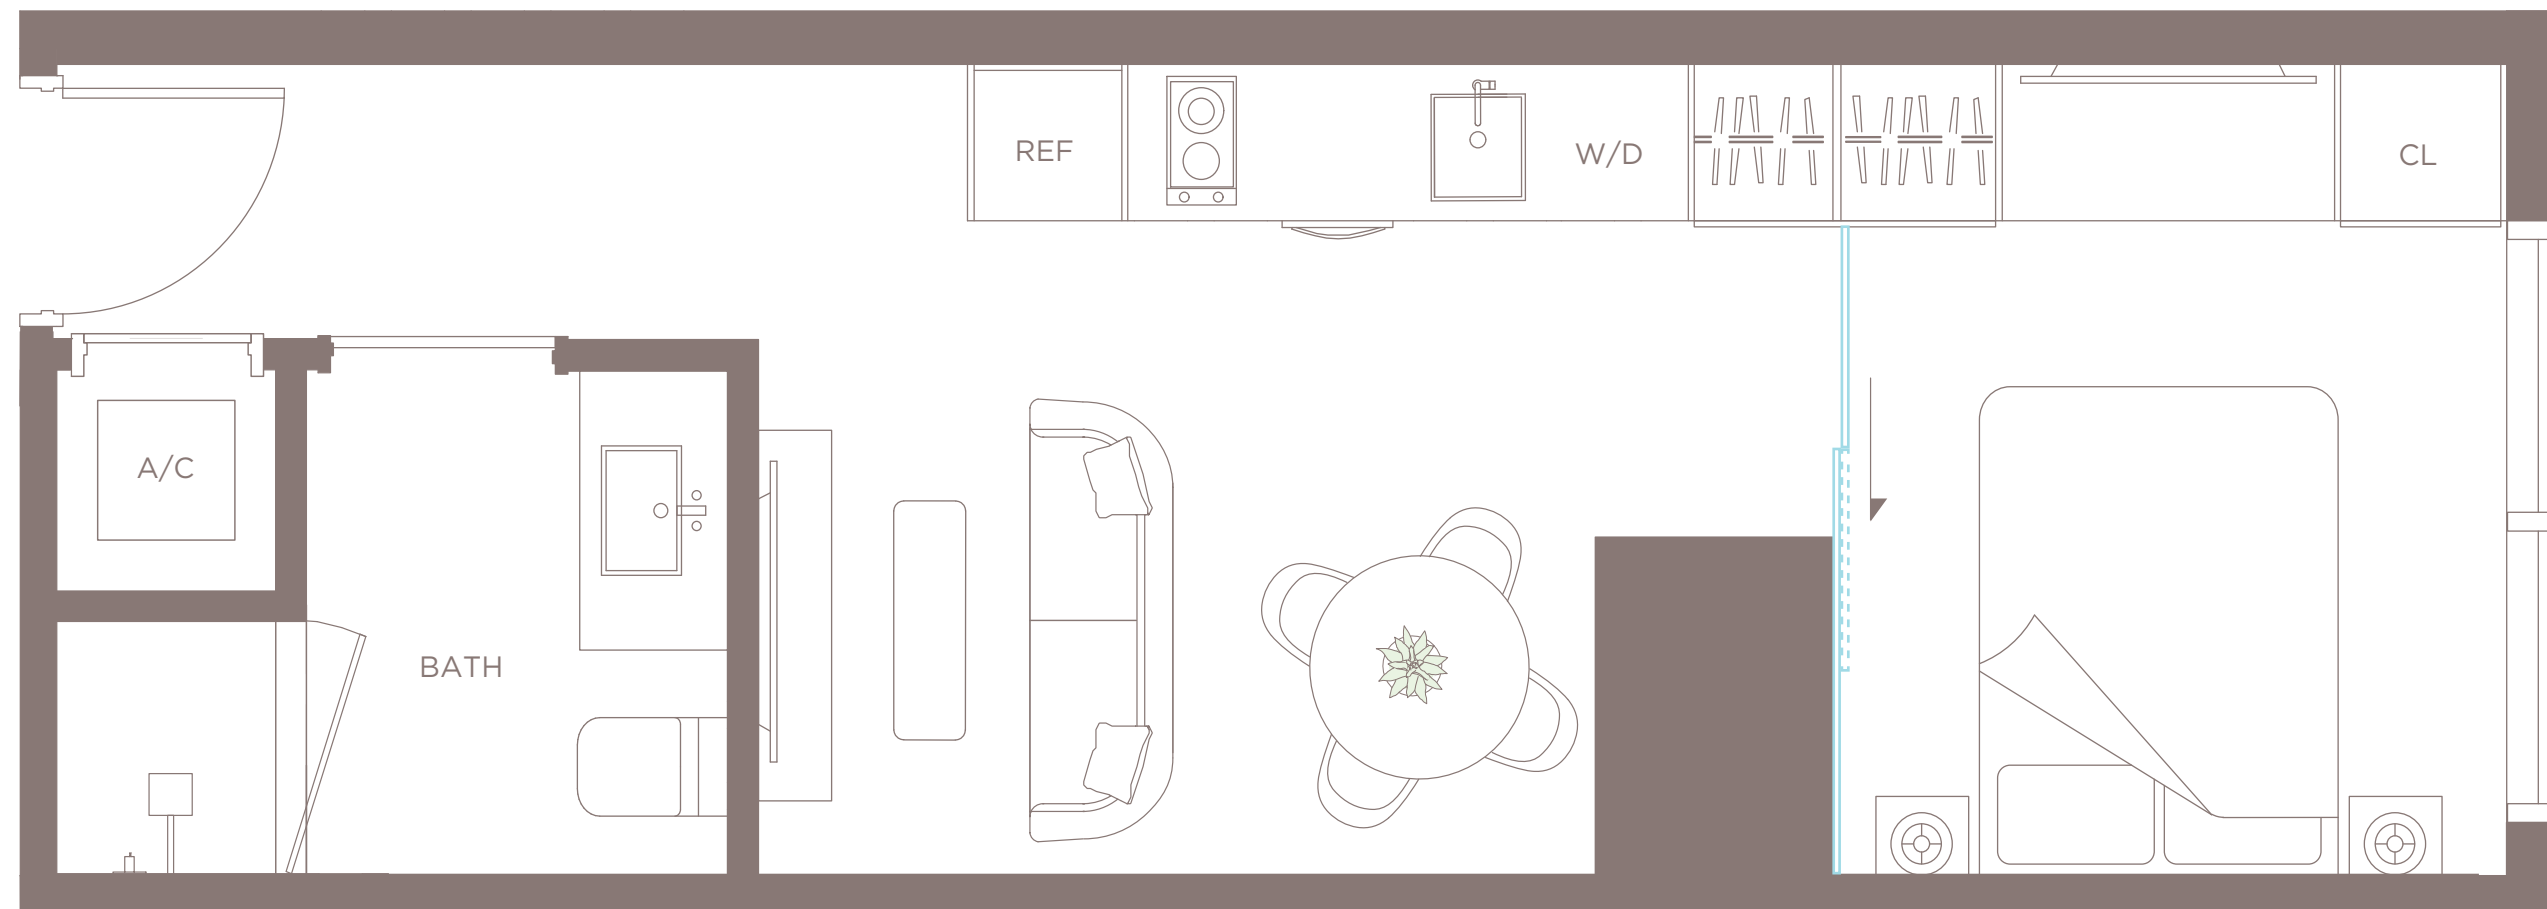 REF
W/D
CL
A/C
BATH